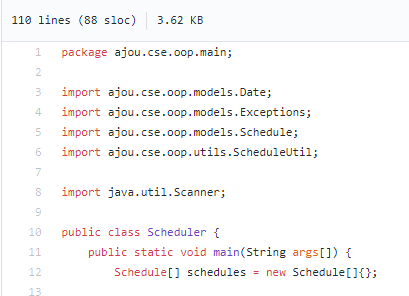 110 lines (88 sloc) 3.62 KB
1 package ajou.cse.oop.main;
2
3 import ajou.cse.oop.models.Date;
4 import ajou.cse.oop.models.Exceptions;
5 import ajou.cse.oop.models.Schedule;
6 import ajou.cse.oop.utils.ScheduleUtil;
7
8 import java.util.Scanner;
9
10 public class Scheduler {
11 public static void main(String args[]) {
12 Schedule[] schedules = new Schedule[]{};
13